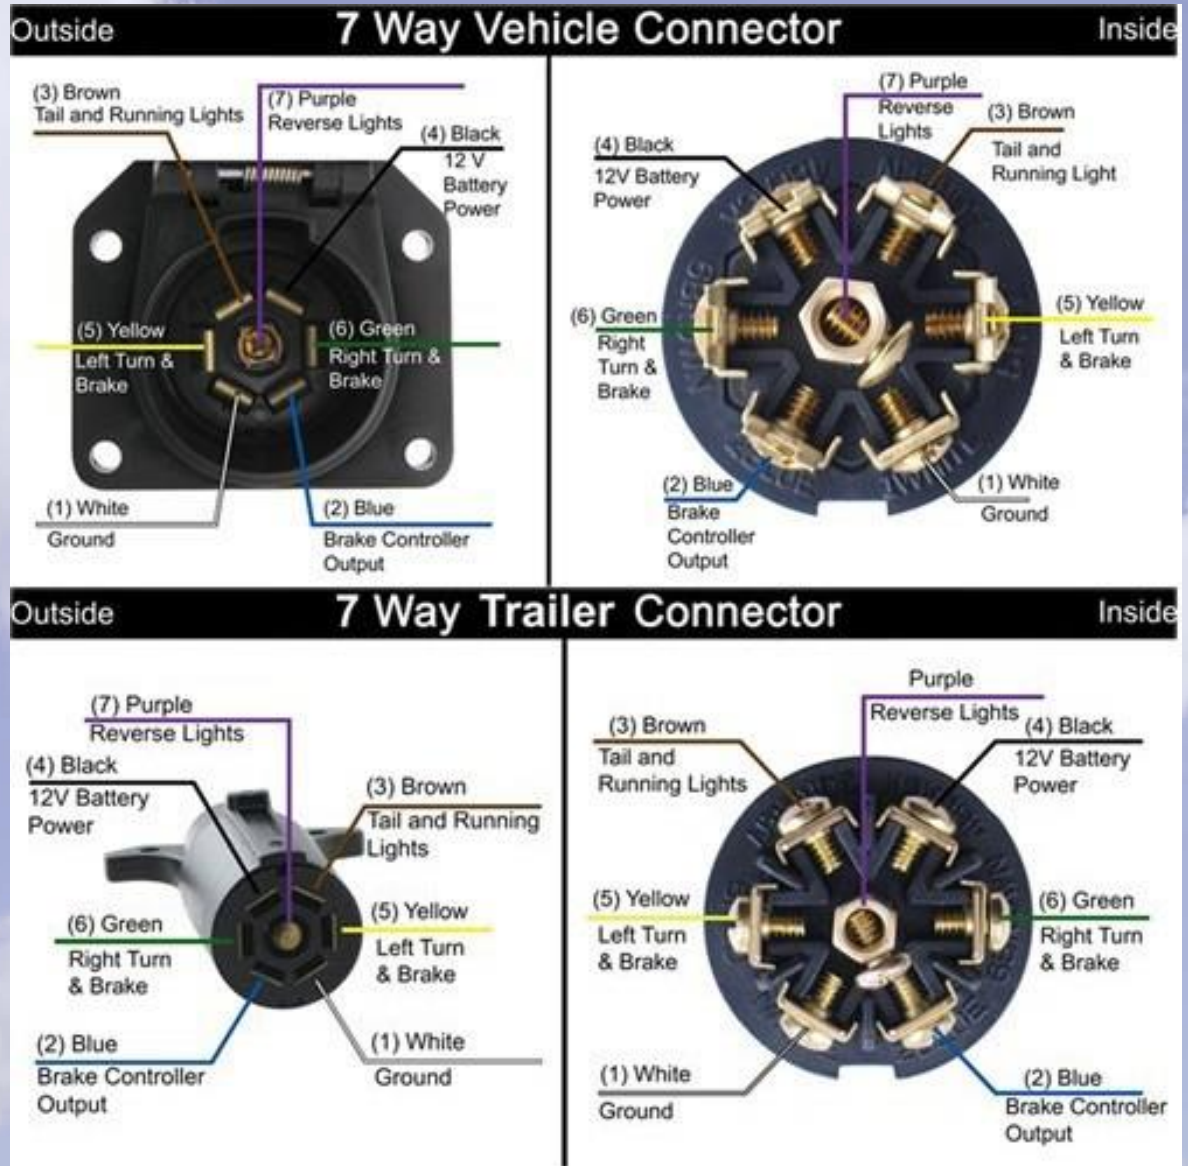 Outside
7 Way Vehicle Connector
Inside
(3) Brown
Tail and Running Lights
(7) Purple
Reverse Lights
(4) Black
12 V
Battery
Power
(5) Yellow
Left Turn &
Brake
(6) Green
Right Turn &
Brake
(1) White
Ground
(2) Blue
Brake Controller
Output
(7) Purple
Reverse
Lights
(3) Brown
Tail and
Running Light
(4) Black
12V Battery
Power
(6) Green
Right
Turn &
Brake
(5) Yellow
Left Turn
& Brake
(2) Blue
Brake
Controller
Output
(1) White
Ground
Outside
7 Way Trailer Connector
Inside
(7) Purple
Reverse Lights
(4) Black
12V Battery
Power
(3) Brown
Tail and Running
Lights
(6) Green
Right Turn
& Brake
(5) Yellow
Left Turn
& Brake
(2) Blue
Brake Controller
Output
(1) White
Ground
Purple
Reverse Lights
(3) Brown
Tail and
Running Lights
(4) Black
12V Battery
Power
(5) Yellow
Left Turn
& Brake
(6) Green
Right Turn
& Brake
(1) White
Ground
(2) Blue
Brake Controller
Output